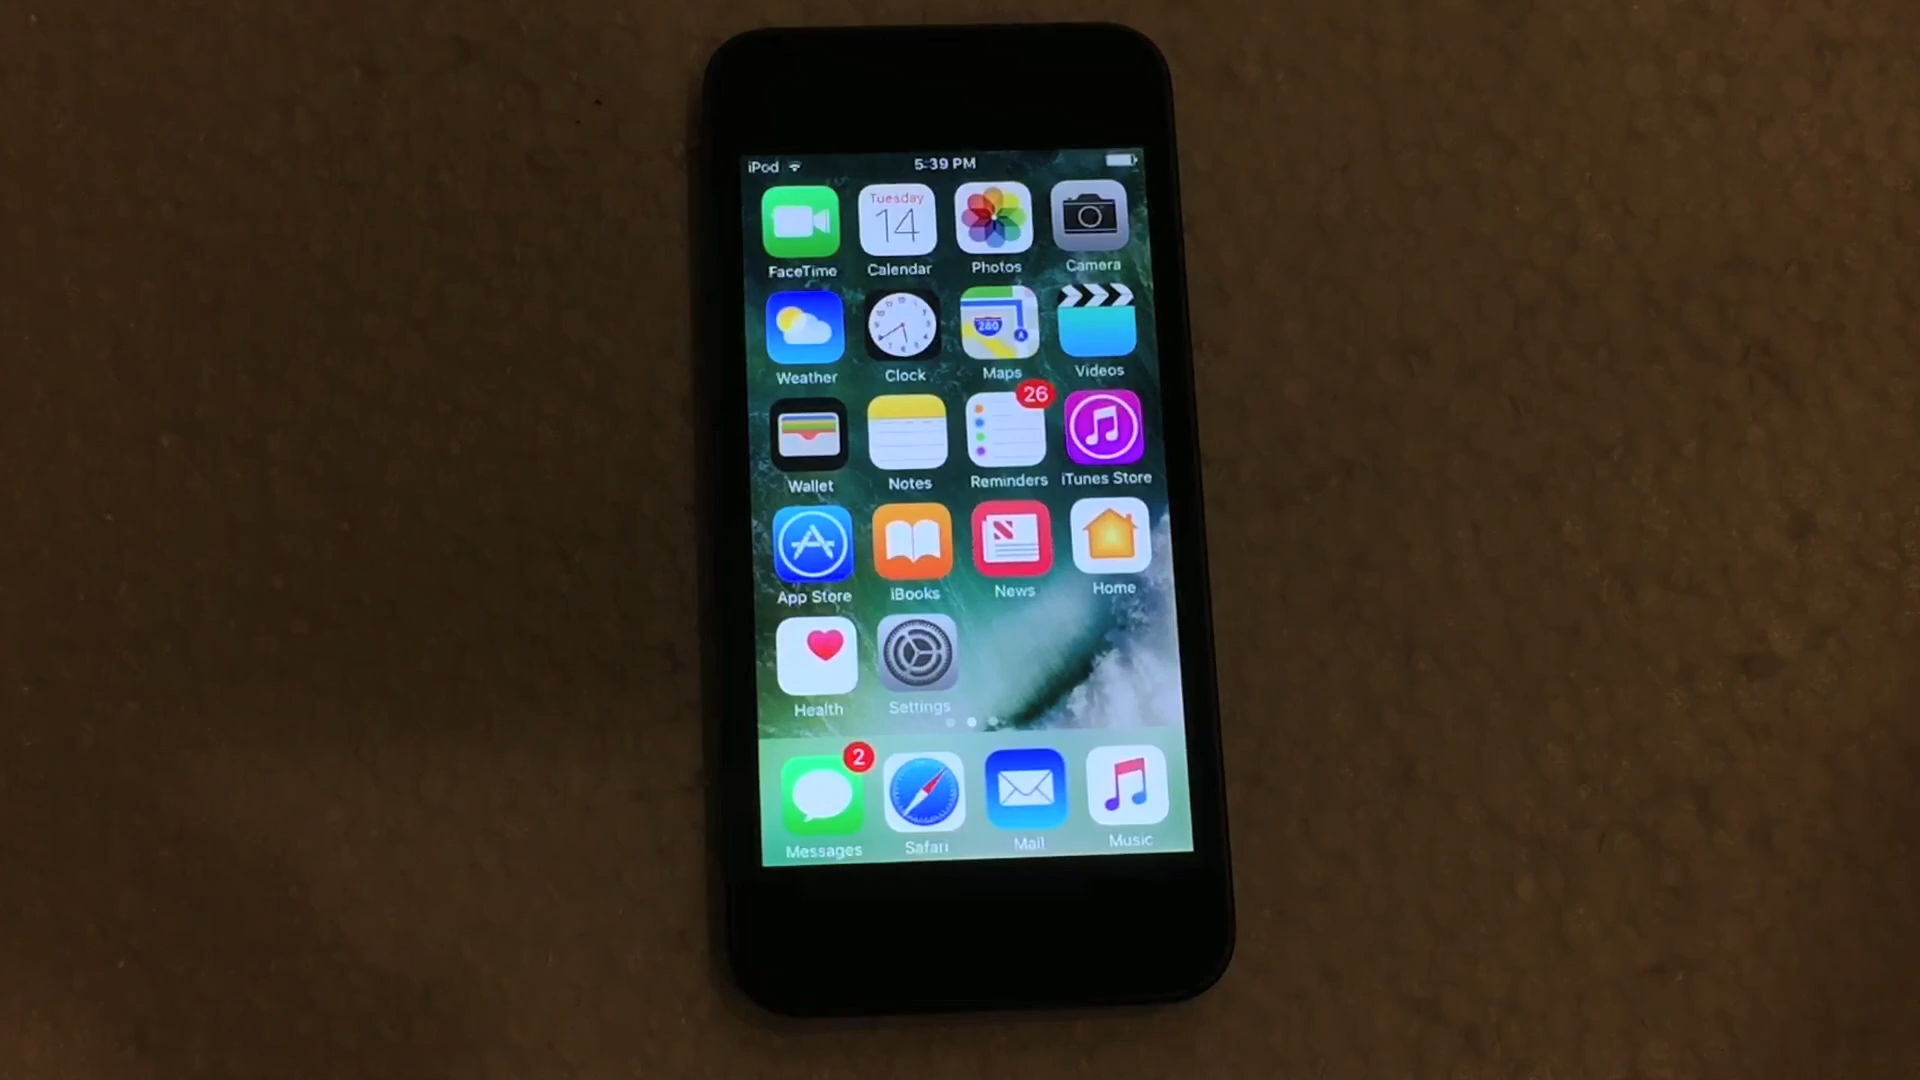 iPod 5:39 PM
Tuesday
14
FaceTime Calendar Photos Camera
280
Weather Clock Maps Videos
26
Wallet Notes Reminders iTunes Store
App Store iBooks News Home
Health Settings
2
Messages Safari Mail Music